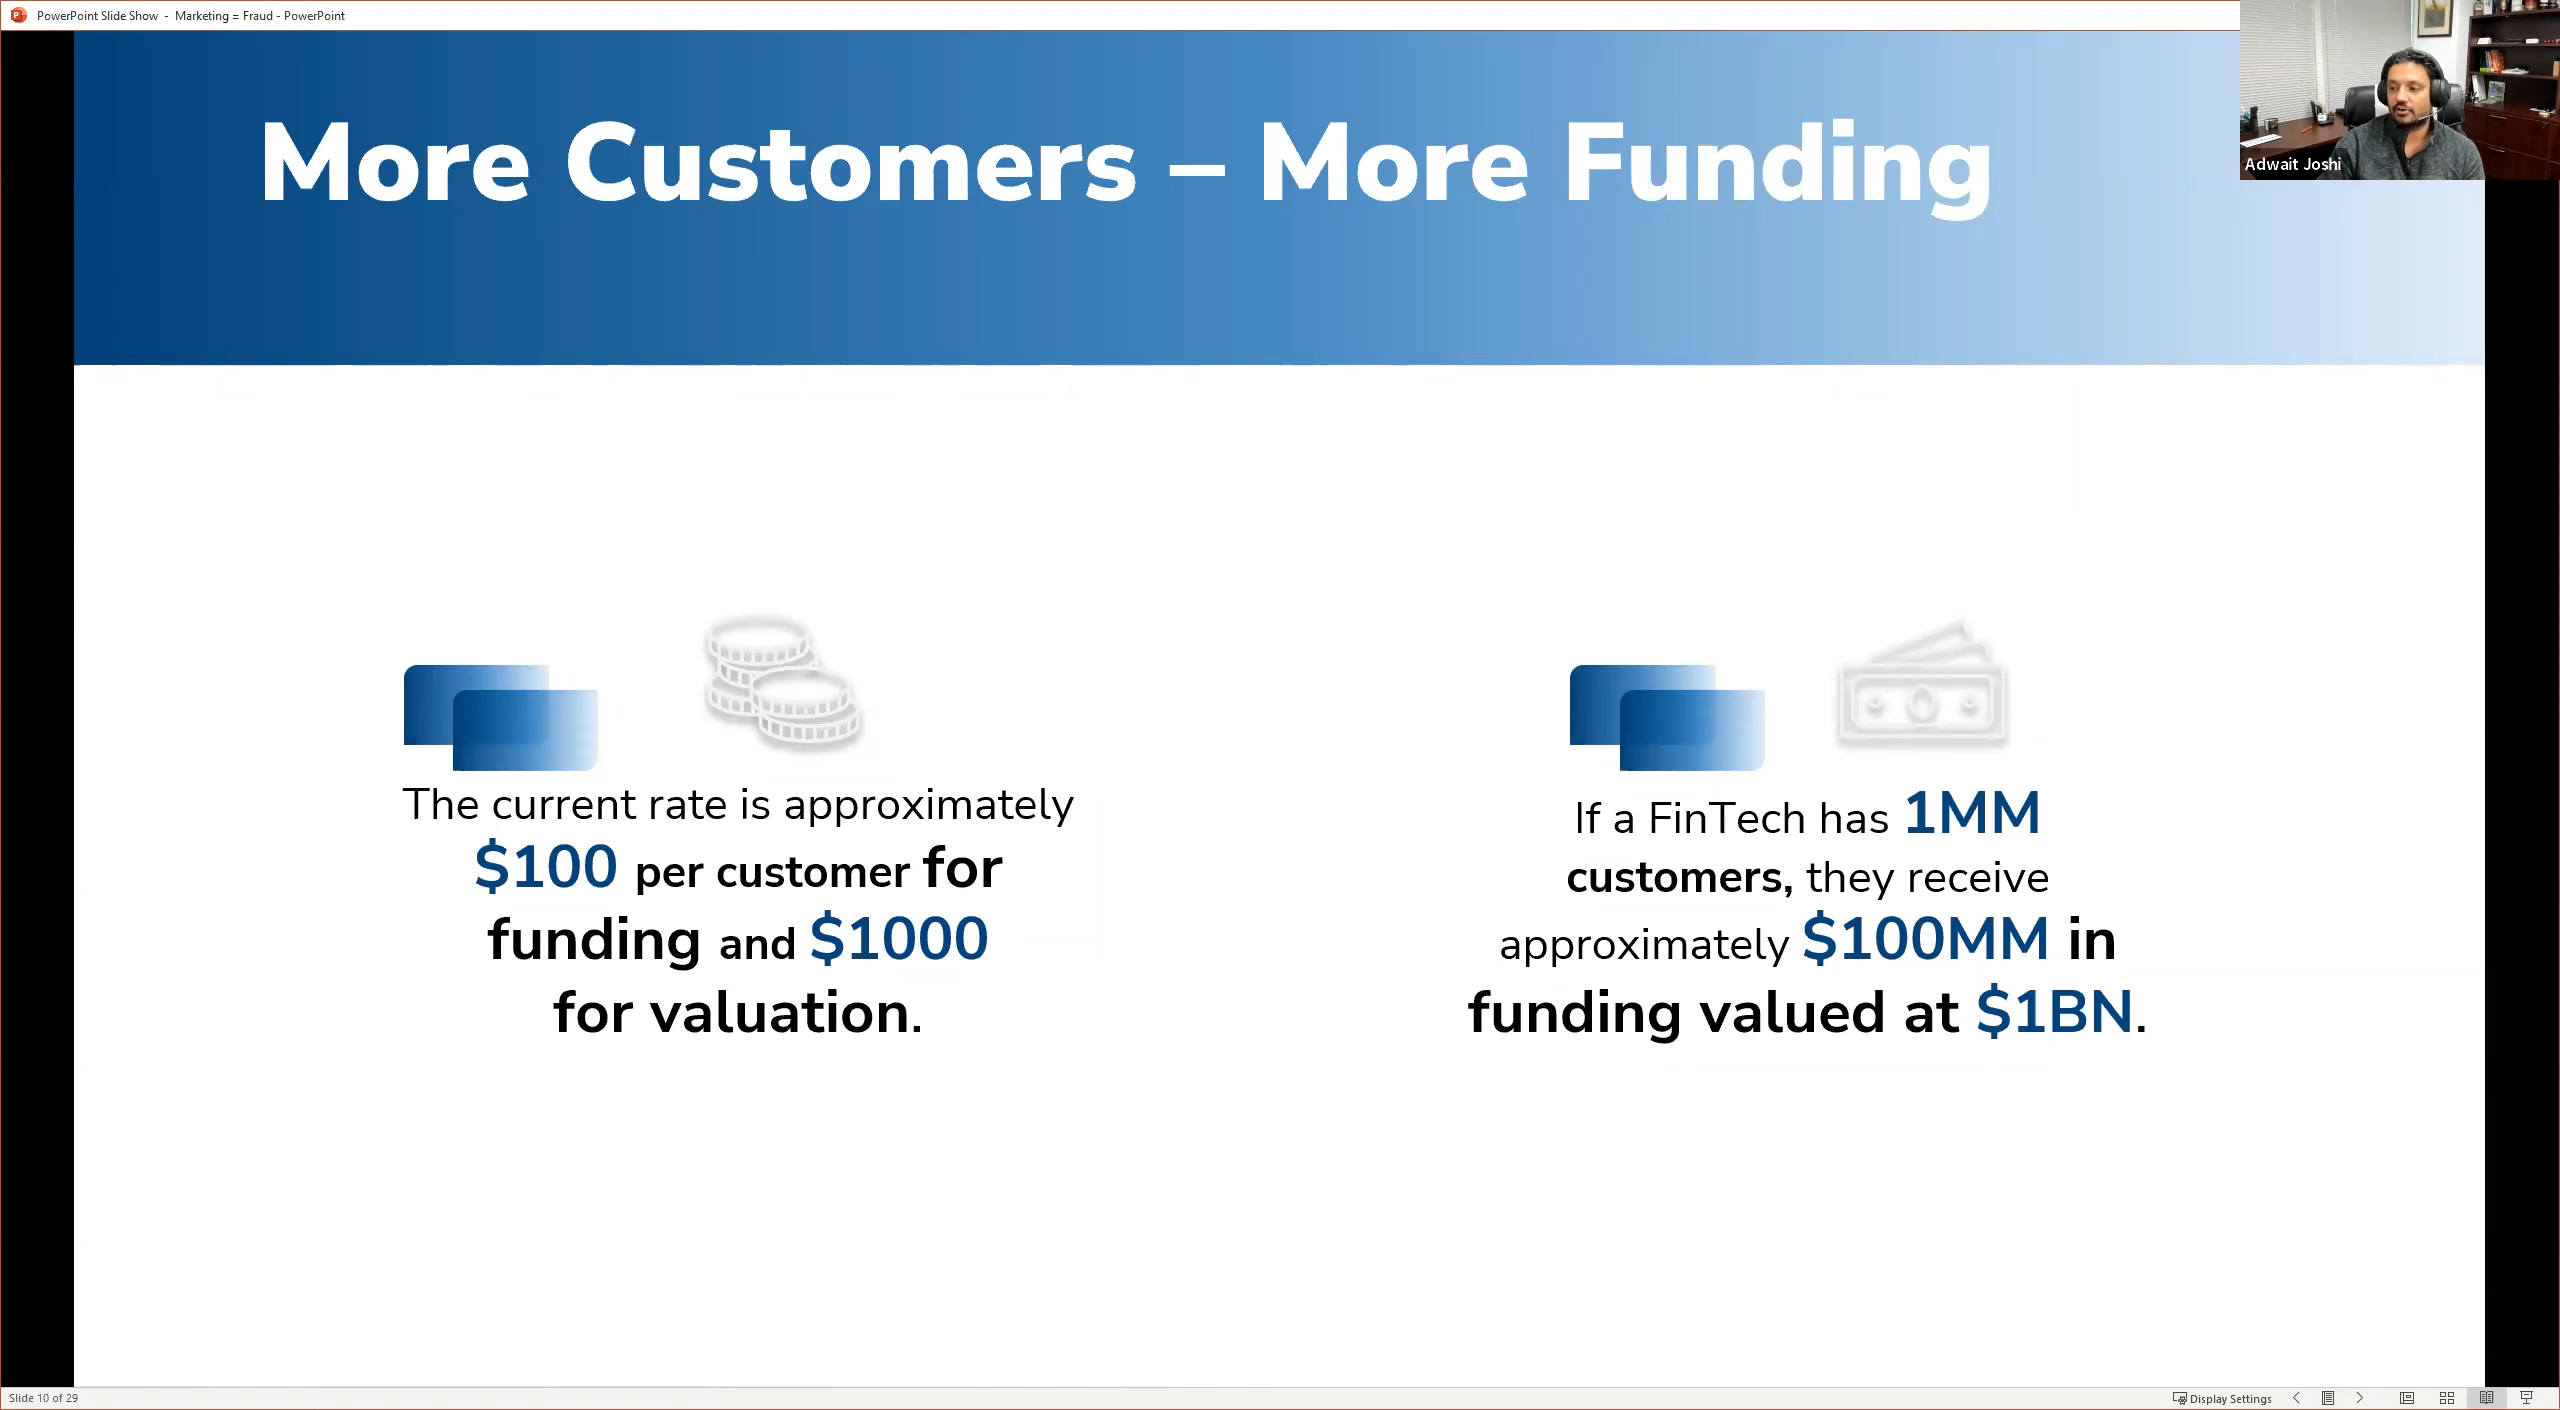 PowerPoint Slide Show - Marketing = Fraud - PowerPoint
Adwait Joshi
More Customers – More Funding
The current rate is approximately
$100 per customer for
funding and $1000
for valuation.
If a FinTech has 1MM
customers, they receive
approximately $100MM in
funding valued at $1BN.
Slide 10 of 29
Display Settings